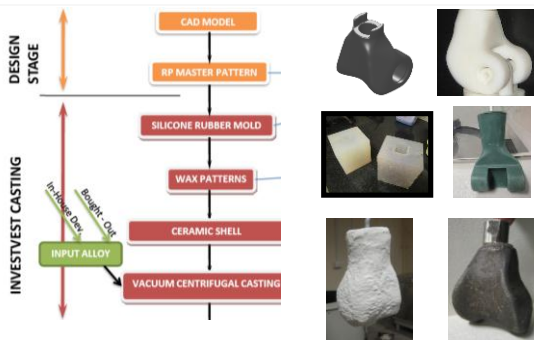 DESIGN
STAGE
CAD MODEL
RP MASTER PATTERN
INVESTVEST CASTING
SILICONE RUBBER MOLD
WAX PATTERNS
CERAMIC SHELL
In-House Dev.
Bought - Out
INPUT ALLOY
VACUUM CENTRIFUGAL CASTING